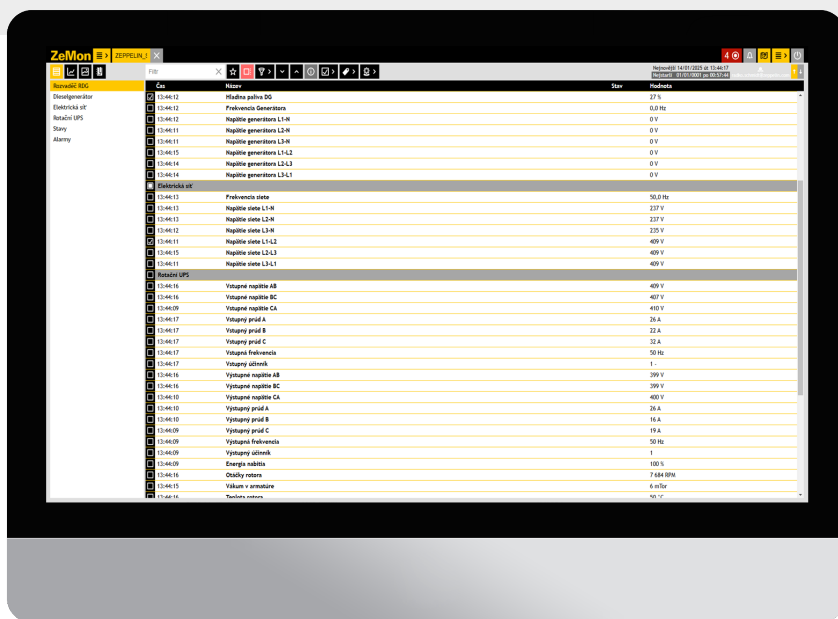 ZeMon ZEPPELIN_S
4
Filtr
Nejnovější 14/01/2025 út 13:44:17
Nejstarší 01/01/0001 po 00:57:44
Rozvaděč RDG
Dieselgenerátor
Elektrická síť
Rotační UPS
Stavy
Alarmy
Čas Název Stav Hodnota
13:44:12 Hladina paliva DG 27 %
13:44:12 Frekvencia Generátora 0,0 Hz
13:44:12 Napätie generátora L1-N 0 V
13:44:11 Napätie generátora L2-N 0 V
13:44:11 Napätie generátora L3-N 0 V
13:44:15 Napätie generátora L1-L2 0 V
13:44:14 Napätie generátora L2-L3 0 V
13:44:14 Napätie generátora L3-L1 0 V
Elektrická síť
13:44:13 Frekvencia siete 50,0 Hz
13:44:13 Napätie siete L1-N 237 V
13:44:13 Napätie siete L2-N 237 V
13:44:12 Napätie siete L3-N 235 V
13:44:11 Napätie siete L1-L2 409 V
13:44:15 Napätie siete L2-L3 409 V
13:44:11 Napätie siete L3-L1 409 V
Rotační UPS
13:44:16 Vstupné napätie AB 409 V
13:44:16 Vstupné napätie BC 407 V
13:44:09 Vstupné napätie CA 410 V
13:44:17 Vstupný prúd A 26 A
13:44:17 Vstupný prúd B 22 A
13:44:17 Vstupný prúd C 32 A
13:44:17 Vstupná frekvencia 50 Hz
13:44:17 Vstupný účinník 1 -
13:44:16 Výstupné napätie AB 399 V
13:44:16 Výstupné napätie BC 399 V
13:44:10 Výstupné napätie CA 400 V
13:44:10 Výstupný prúd A 26 A
13:44:10 Výstupný prúd B 16 A
13:44:09 Výstupný prúd C 19 A
13:44:09 Výstupná frekvencia 50 Hz
13:44:09 Výstupný účinník 1
13:44:09 Energia nabitia 100 %
13:44:16 Otáčky rotora 7 684 RPM
13:44:15 Vákum v armatúre 6 mTor
13:44:16 Teplota rotora 50 °C